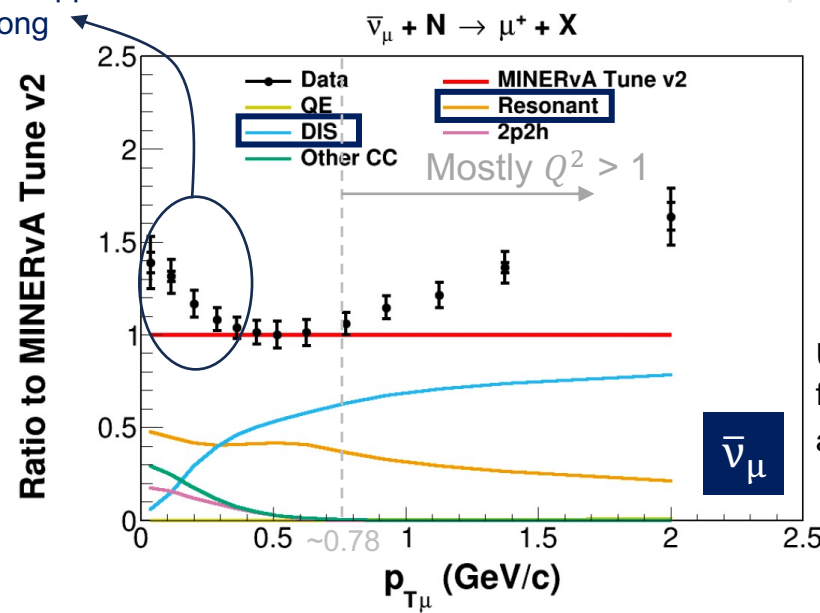 ong
ν̄μ + N → μ⁺ + X
Ratio to MINERvA Tune v2
Data
QE
DIS
Other CC
MINERvA Tune v2
Resonant
2p2h
Mostly 𝑄² > 1
2.5
2
1.5
1
0.5
0
0 0.5 ~0.78 1 1.5 2 2.5
pTμ (GeV/c)
ν̄μ